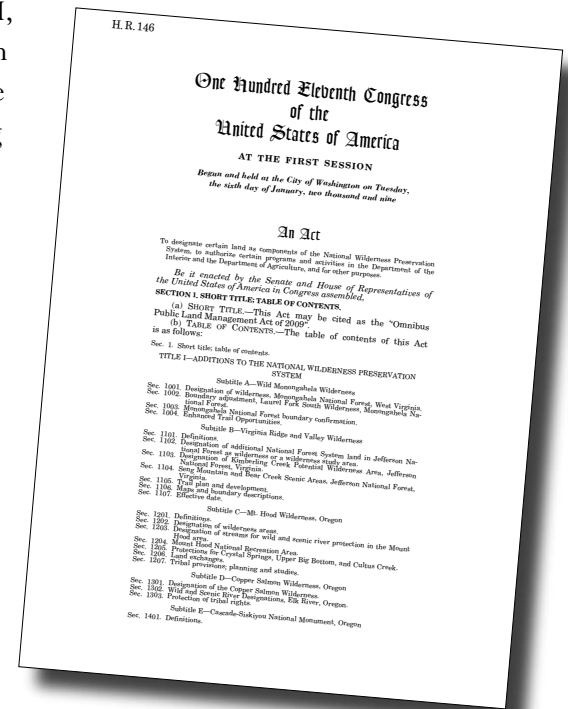 I,
n
e
g
H. R. 146
One Hundred Eleventh Congress
of the
United States of America
AT THE FIRST SESSION
Begun and held at the City of Washington on Tuesday,
the sixth day of January, two thousand and nine
An Act
To designate certain land as components of the National Wilderness Preservation
System, to authorize certain programs and activities in the Department of the
Interior and the Department of Agriculture, and for other purposes.
Be it enacted by the Senate and House of Representatives of
the United States of America in Congress assembled,
SECTION 1. SHORT TITLE; TABLE OF CONTENTS.
(a) SHORT TITLE.—This Act may be cited as the "Omnibus
Public Land Management Act of 2009".
(b) TABLE OF CONTENTS.—The table of contents of this Act
is as follows:
Sec. 1. Short title; table of contents.
TITLE I—ADDITIONS TO THE NATIONAL WILDERNESS PRESERVATION
SYSTEM
Subtitle A—Wild Monongahela Wilderness
Sec. 1001. Designation of wilderness, Monongahela National Forest, West Virginia.
Sec. 1002. Boundary adjustment, Laurel Fork South Wilderness, Monongahela Na-
tional Forest.
Sec. 1003. Monongahela National Forest boundary confirmation.
Sec. 1004. Enhanced Trail Opportunities.
Subtitle B—Virginia Ridge and Valley Wilderness
Sec. 1101. Definitions.
Sec. 1102. Designation of additional National Forest System land in Jefferson Na-
tional Forest as wilderness or a wilderness study area.
Sec. 1103. Designation of Kimberling Creek Potential Wilderness Area, Jefferson
National Forest, Virginia.
Sec. 1104. Seng Mountain and Bear Creek Scenic Areas, Jefferson National Forest,
Virginia.
Sec. 1105. Trail plan and development.
Sec. 1106. Maps and boundary descriptions.
Sec. 1107. Effective date.
Subtitle C—Mt. Hood Wilderness, Oregon
Sec. 1201. Definitions.
Sec. 1202. Designation of wilderness areas.
Sec. 1203. Designation of streams for wild and scenic river protection in the Mount
Hood area.
Sec. 1204. Mount Hood National Recreation Area.
Sec. 1205. Protections for Crystal Springs, Upper Big Bottom, and Cultus Creek.
Sec. 1206. Land exchanges.
Sec. 1207. Tribal provisions; planning and studies.
Subtitle D—Copper Salmon Wilderness, Oregon
Sec. 1301. Designation of the Copper Salmon Wilderness.
Sec. 1302. Wild and Scenic River Designations, Elk River, Oregon.
Sec. 1303. Protection of tribal rights.
Subtitle E—Cascade-Siskiyou National Monument, Oregon
Sec. 1401. Definitions.